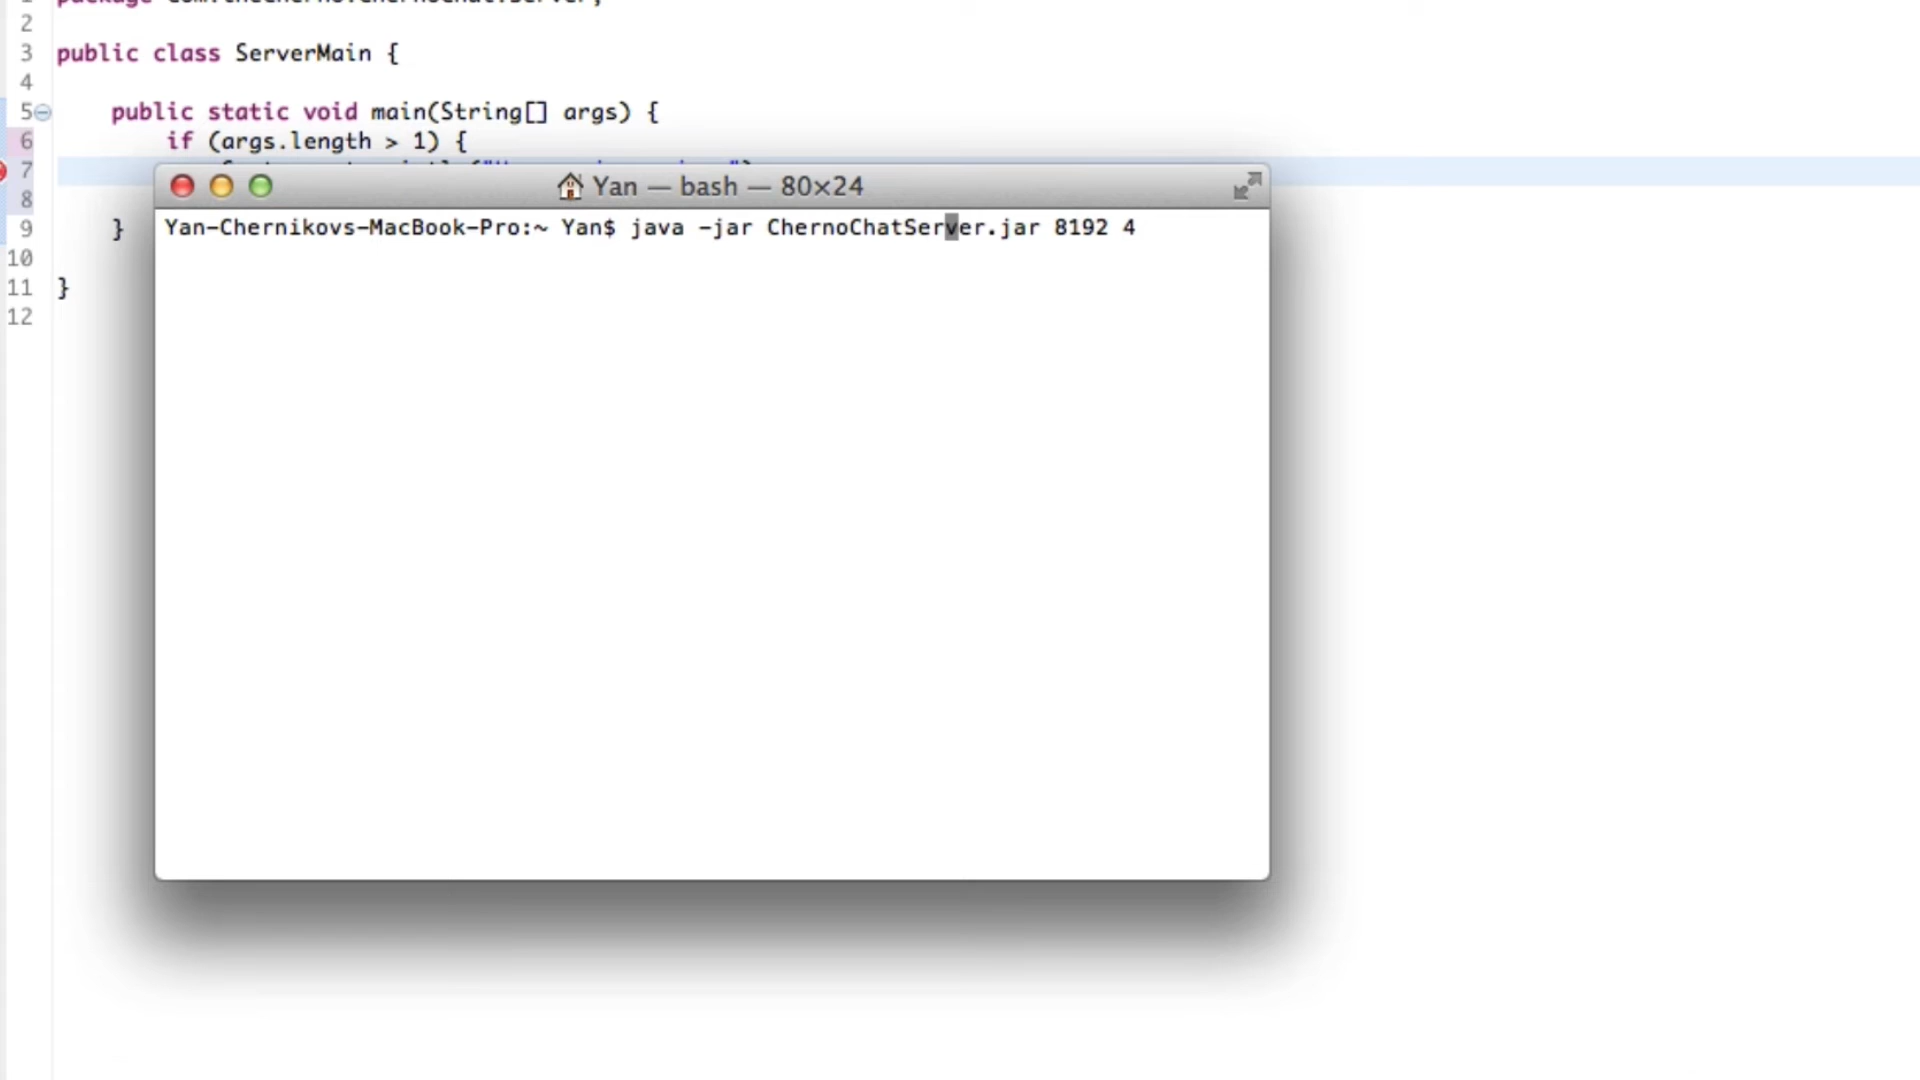 2
3 public class ServerMain {
4
5 public static void main(String[] args) {
6 if (args.length > 1) {
7
8
9 }
10
11 }
12
Yan — bash — 80×24
Yan-Chernikovs-MacBook-Pro:~ Yan$ java -jar ChernoChatServer.jar 8192 4